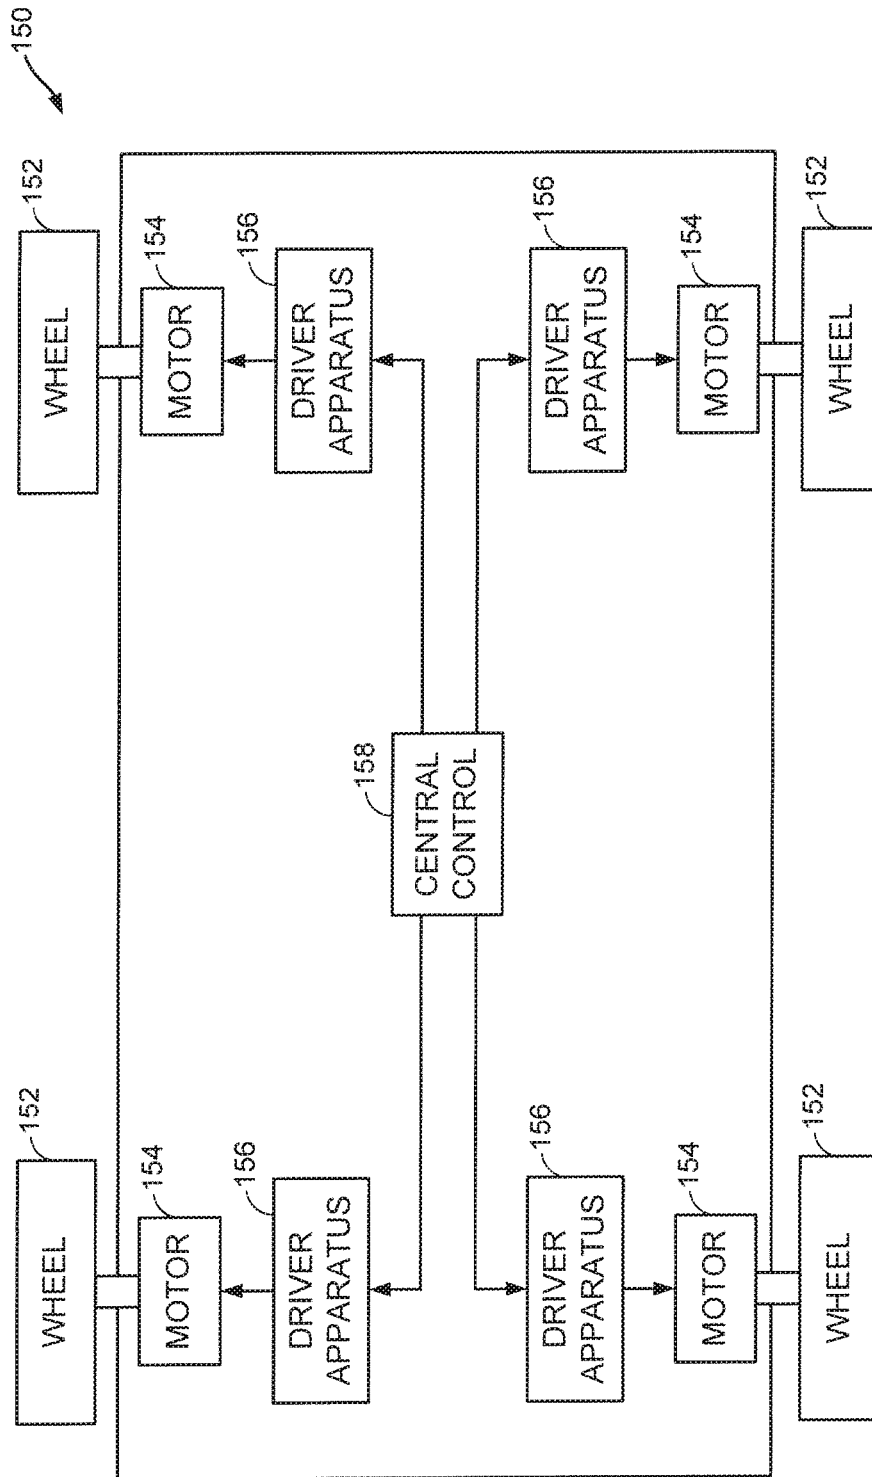 150
152
152
WHEEL
WHEEL
154
154
MOTOR
MOTOR
156
156
DRIVER
APPARATUS
DRIVER
APPARATUS
158
CENTRAL
CONTROL
156
156
DRIVER
APPARATUS
DRIVER
APPARATUS
154
154
MOTOR
MOTOR
152
152
WHEEL
WHEEL